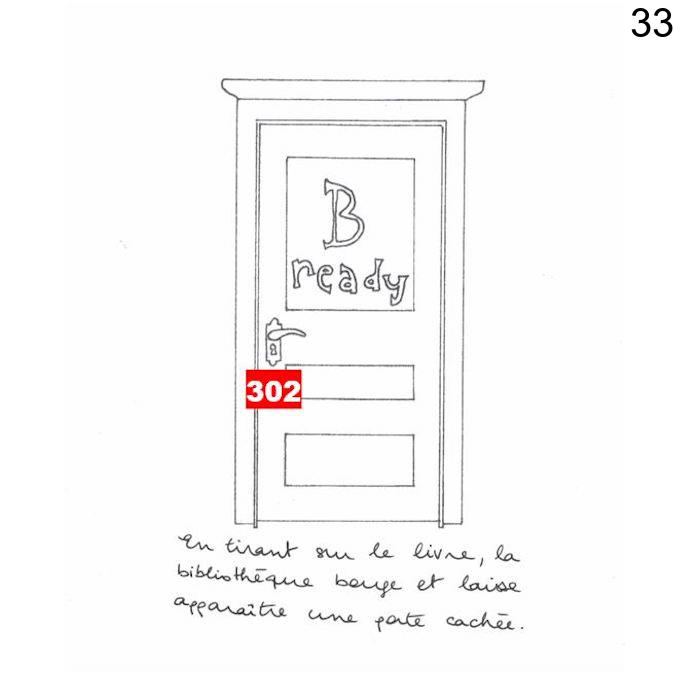 33
B
ready
302
En tirant sur le livre, la
bibliothèque bouge et laisse
apparaître une porte cachée.